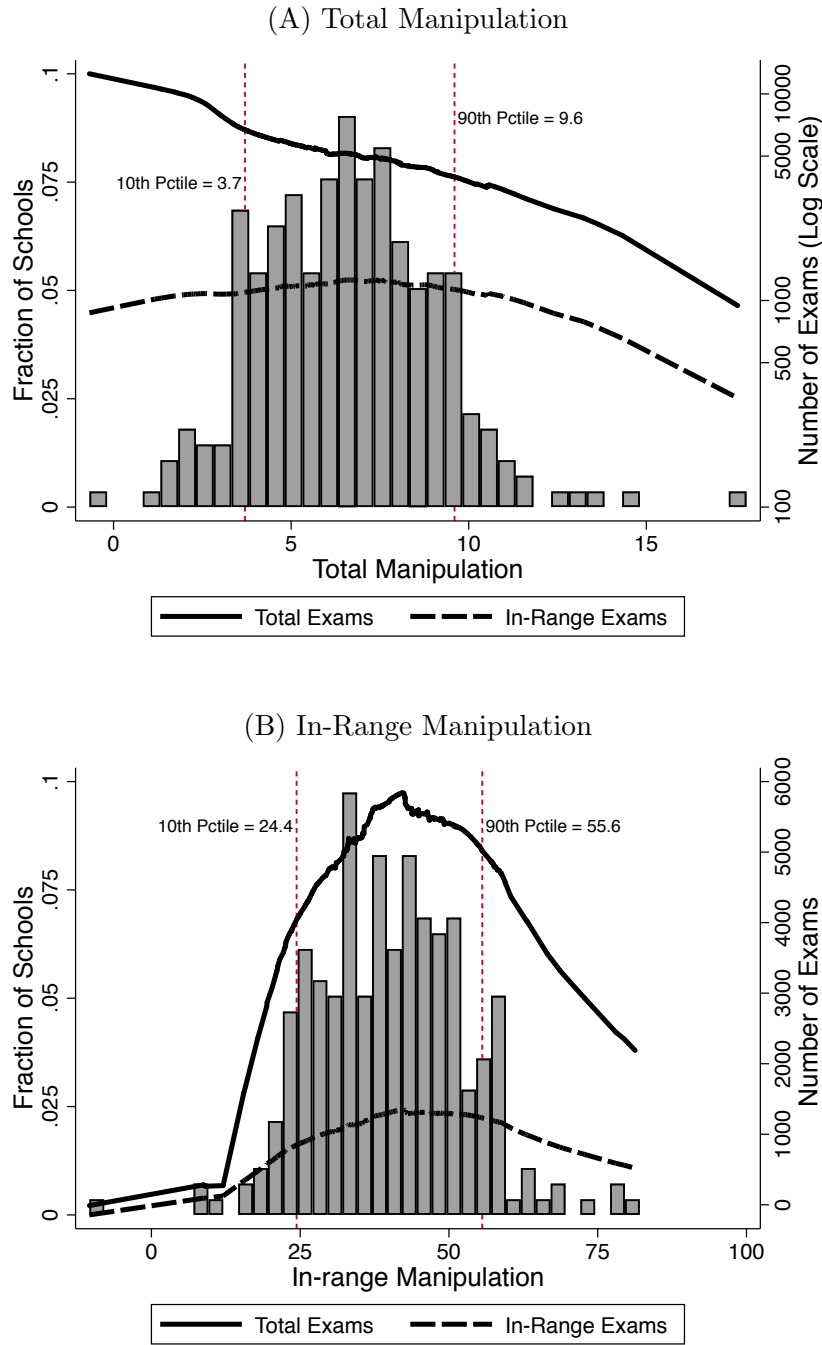 (A) Total Manipulation
Fraction of Schools
0 .025 .05 .075 .1
10th Pctile = 3.7
90th Pctile = 9.6
100 500 1000 5000 10000
Number of Exams (Log Scale)
0 5 10 15
Total Manipulation
Total Exams In-Range Exams
(B) In-Range Manipulation
Fraction of Schools
0 .025 .05 .075 .1
10th Pctile = 24.4
90th Pctile = 55.6
0 1000 2000 3000 4000 5000 6000
Number of Exams
0 25 50 75 100
In-range Manipulation
Total Exams In-Range Exams